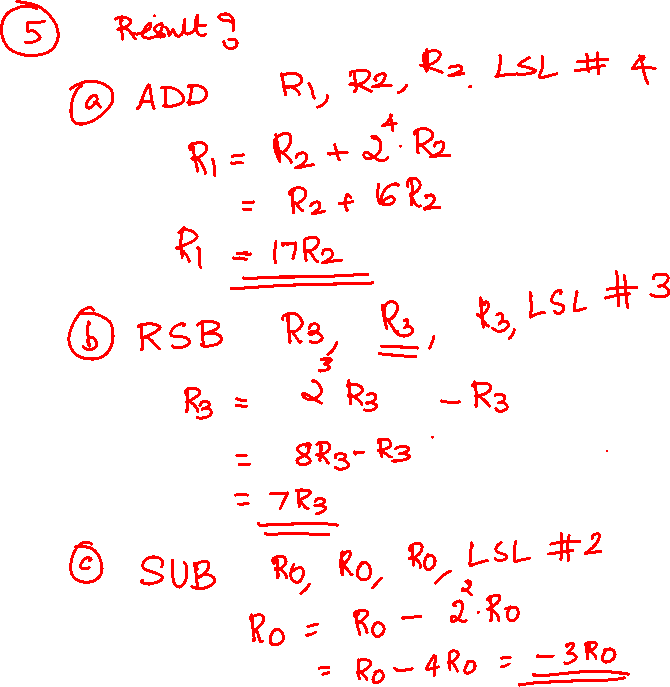 5 Result ?
a ADD R1, R2, R2. LSL # 4
R1 = R2 + 2^4 . R2
= R2 + 16 R2
R1 = 17R2
b RSB R3, R3, R3, LSL # 3
R3 = 2^3 R3 - R3
= 8R3 - R3
= 7R3
c SUB R0, R0, R0, LSL #2
R0 = R0 - 2^2 . R0
= R0 - 4R0 = -3R0